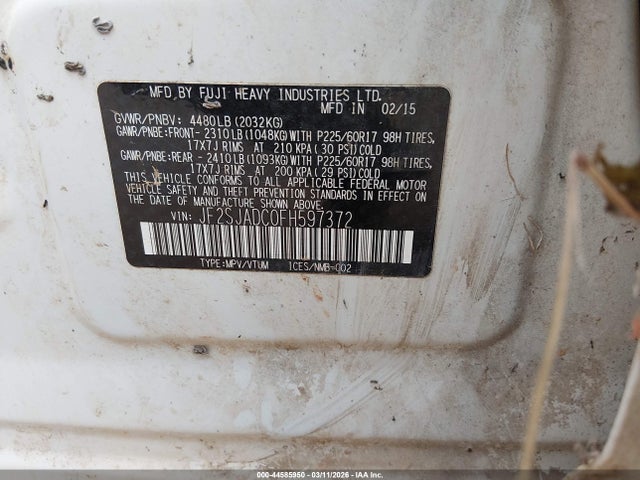 MFD. BY FUJI HEAVY INDUSTRIES LTD.
MFD IN 02/15
GVWR/PNBV: 4480LB (2032KG)
GAWR/PNBE:FRONT- 2310LB (1048KG) WITH P225/60R17 98H TIRES,
17X7J RIMS AT 210 KPA ( 30 PSI) COLD
GAWR/PNBE:REAR - 2410LB (1093KG) WITH P225/60R17 98H TIRES,
17X7J RIMS AT 200 KPA ( 29 PSI) COLD
THIS VEHICLE CONFORMS TO ALL APPLICABLE FEDERAL MOTOR
VEHICLE SAFETY AND BUMPER STANDARDS IN EFFECT ON
THE DATE OF MANUFACTURE SHOWN ABOVE.
VIN: JF2SJADC0FH597372
TYPE:MPV/VTUM ICES/NMB-002
000-44585950 - 03/11/2026 - COPYRIGHT IAA, LLC